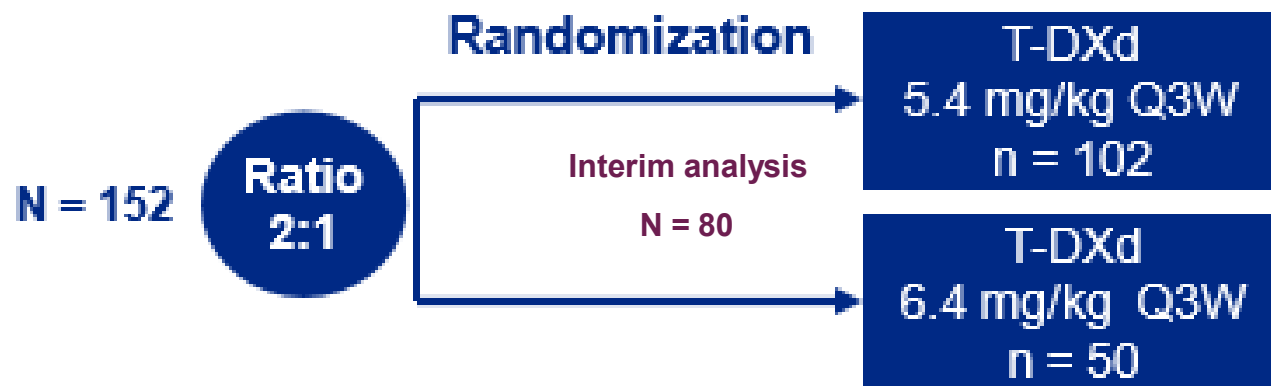 Randomization
N = 152
Ratio
2:1
Interim analysis
N = 80
T-DXd
5.4 mg/kg Q3W
n = 102
T-DXd
6.4 mg/kg Q3W
n = 50